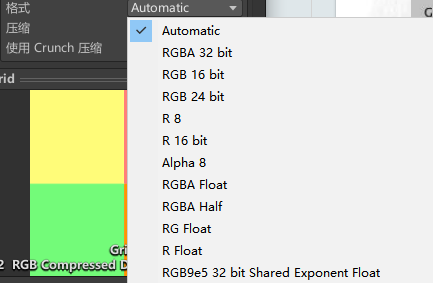 格式
Automatic
压缩
使用 Crunch 压缩
rid
Automatic
RGBA 32 bit
RGB 16 bit
RGB 24 bit
R 8
R 16 bit
Alpha 8
RGBA Float
RGBA Half
RG Float
R Float
RGB9e5 32 bit Shared Exponent Float
Gri
2 RGB Compressed D